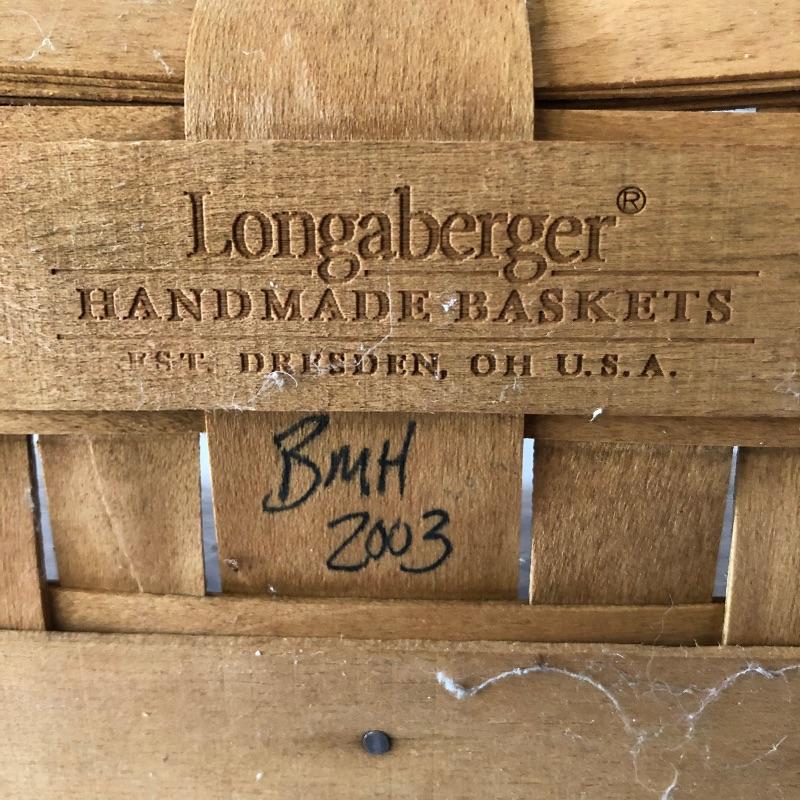 Longaberger®
HANDMADE BASKETS
EST. DRESDEN, OH U.S.A.
BMH
2003